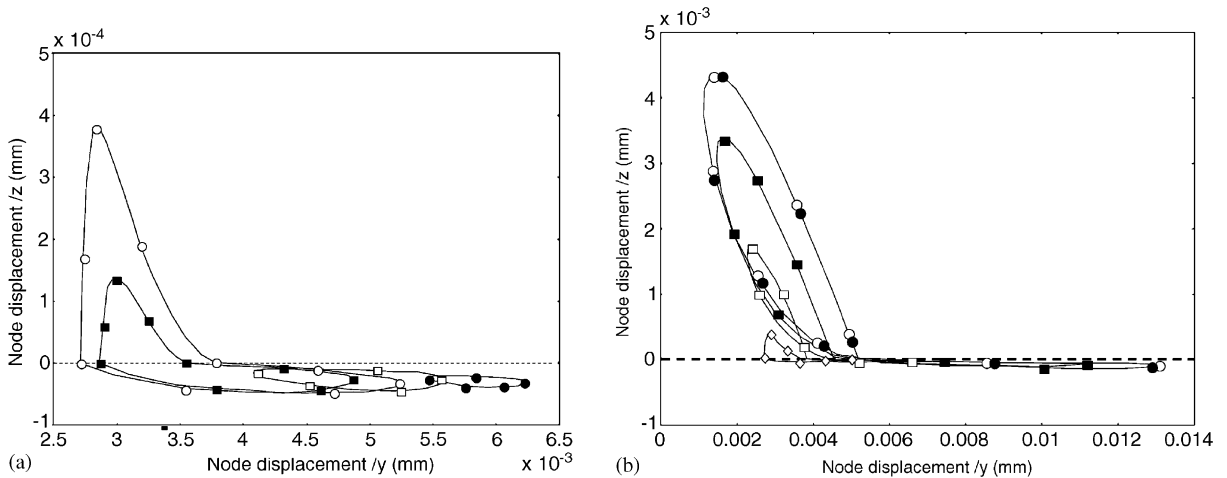 x 10⁻⁴
5
4
3
2
1
0
-1
2.5 3 3.5 4 4.5 5 5.5 6 6.5
x 10⁻³
Node displacement /y (mm)
Node displacement /z (mm)
(a)
x 10⁻³
5
4
3
2
1
0
-1
0 0.002 0.004 0.006 0.008 0.01 0.012 0.014
Node displacement /y (mm)
Node displacement /z (mm)
(b)